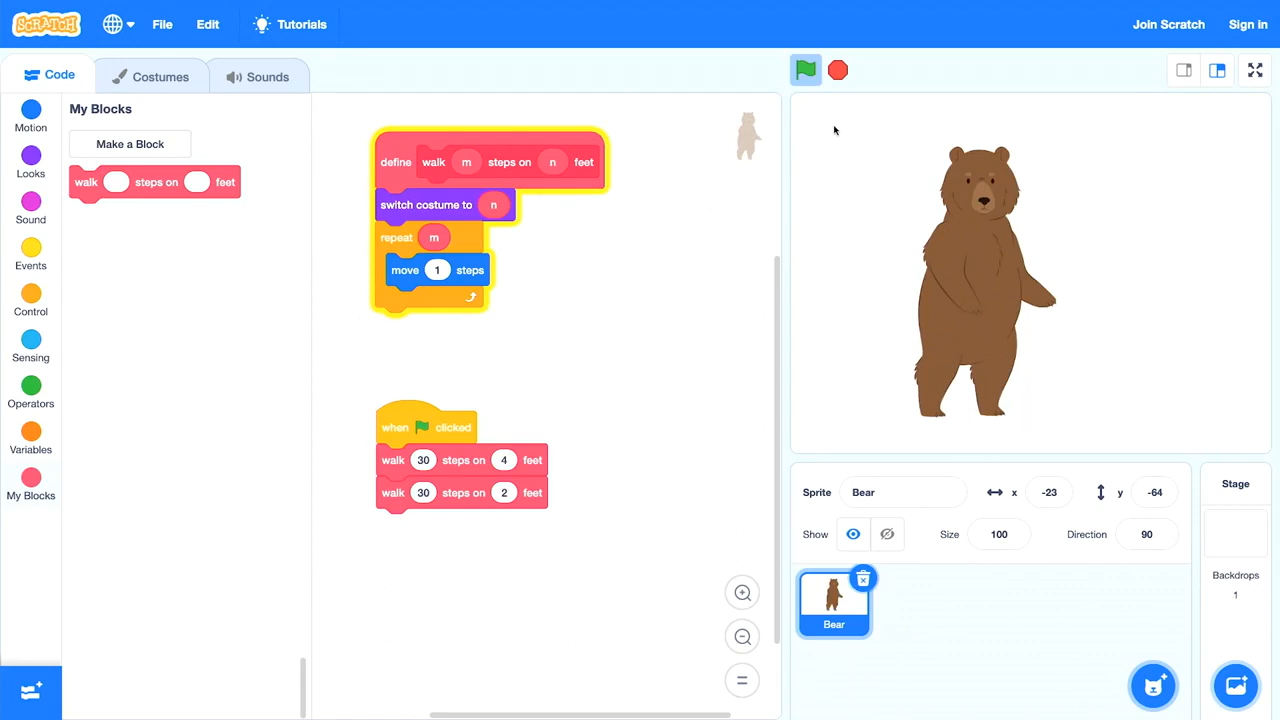 SCRATCH File Edit Tutorials Join Scratch Sign in
Code Costumes Sounds
Motion
Looks
Sound
Events
Control
Sensing
Operators
Variables
My Blocks
My Blocks
Make a Block
walk steps on feet
define walk m steps on n feet
switch costume to n
repeat m
move 1 steps
when clicked
walk 30 steps on 4 feet
walk 30 steps on 2 feet
Sprite Bear x -23 y -64
Show Size 100 Direction 90
Bear
Stage
Backdrops
1